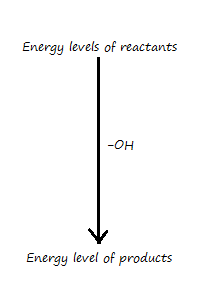 Energy levels of reactants
-OH
Energy level of products